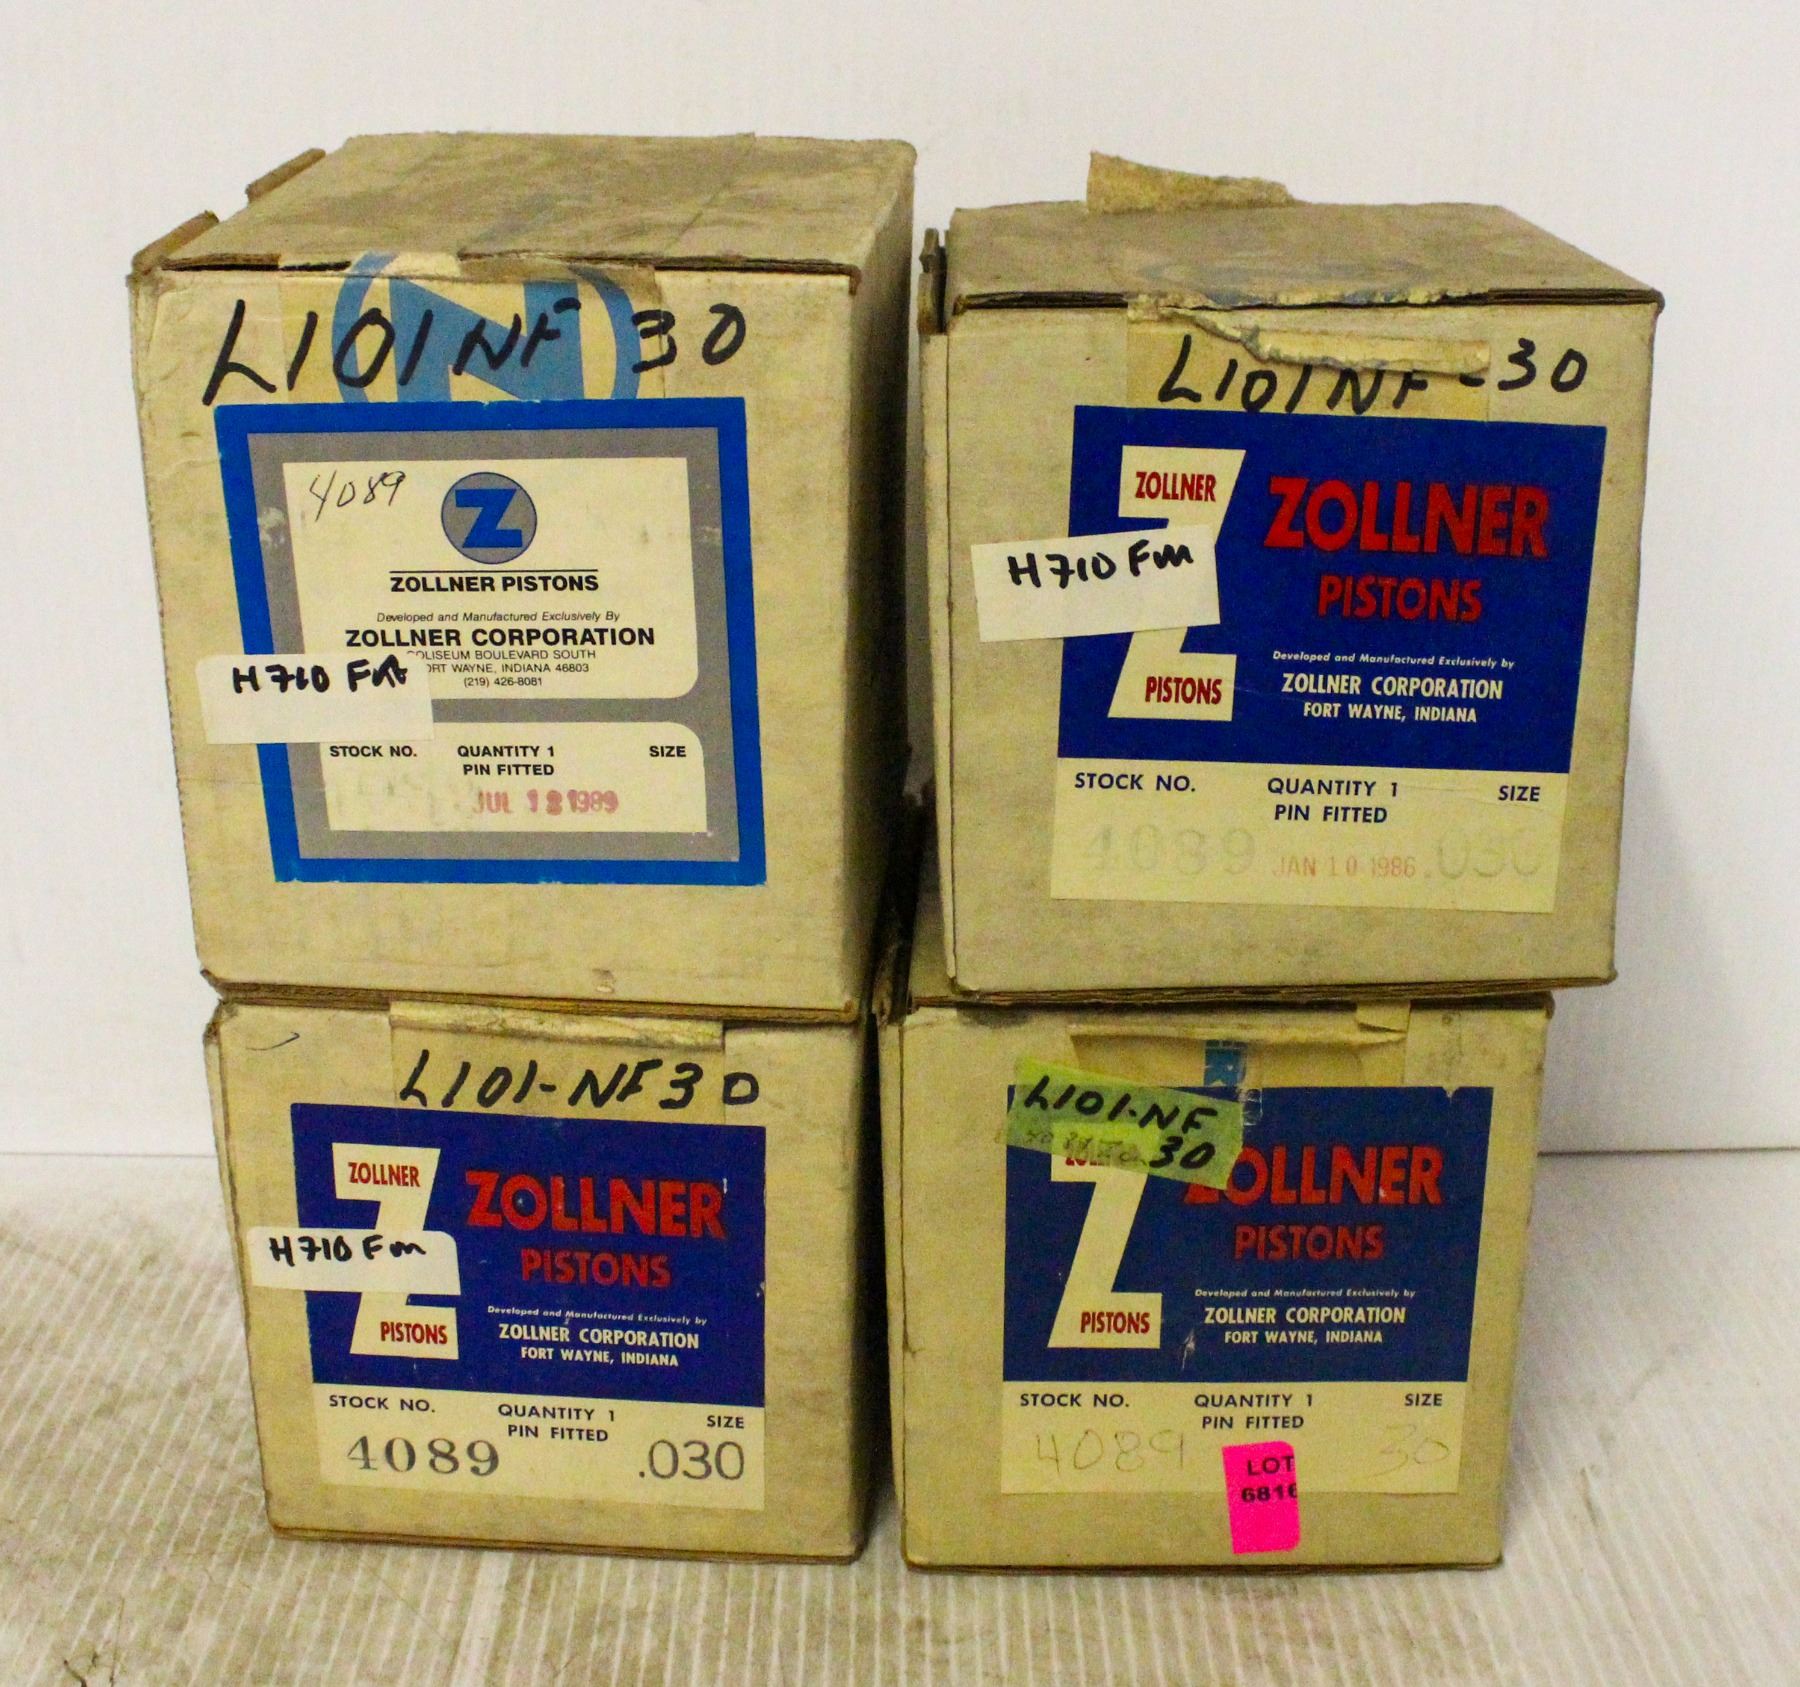 L101NF 30
4089
Z
ZOLLNER PISTONS
Developed and Manufactured Exclusively By
ZOLLNER CORPORATION
OLISEUM BOULEVARD SOUTH
ORT WAYNE, INDIANA 46803
(219) 426-8081
H710
STOCK NO. QUANTITY 1 SIZE
PIN FITTED
JUL 1989
L101NF-30
ZOLLNER
PISTONS
ZOLLNER
PISTONS
H710 Fm
Developed and Manufactured Exclusively by
ZOLLNER CORPORATION
FORT WAYNE, INDIANA
STOCK NO. QUANTITY 1 SIZE
PIN FITTED
4089 JAN 10 1986 .030
L101-NF30
ZOLLNER
PISTONS
ZOLLNER
PISTONS
H710 Fm
Developed and Manufactured Exclusively by
ZOLLNER CORPORATION
FORT WAYNE, INDIANA
STOCK NO. QUANTITY 1 SIZE
PIN FITTED
4089 .030
L101-NF
30
OLLNER
PISTONS
PISTONS
Developed and Manufactured Exclusively by
ZOLLNER CORPORATION
FORT WAYNE, INDIANA
STOCK NO. QUANTITY 1 SIZE
PIN FITTED
4089 30
LOT
6816